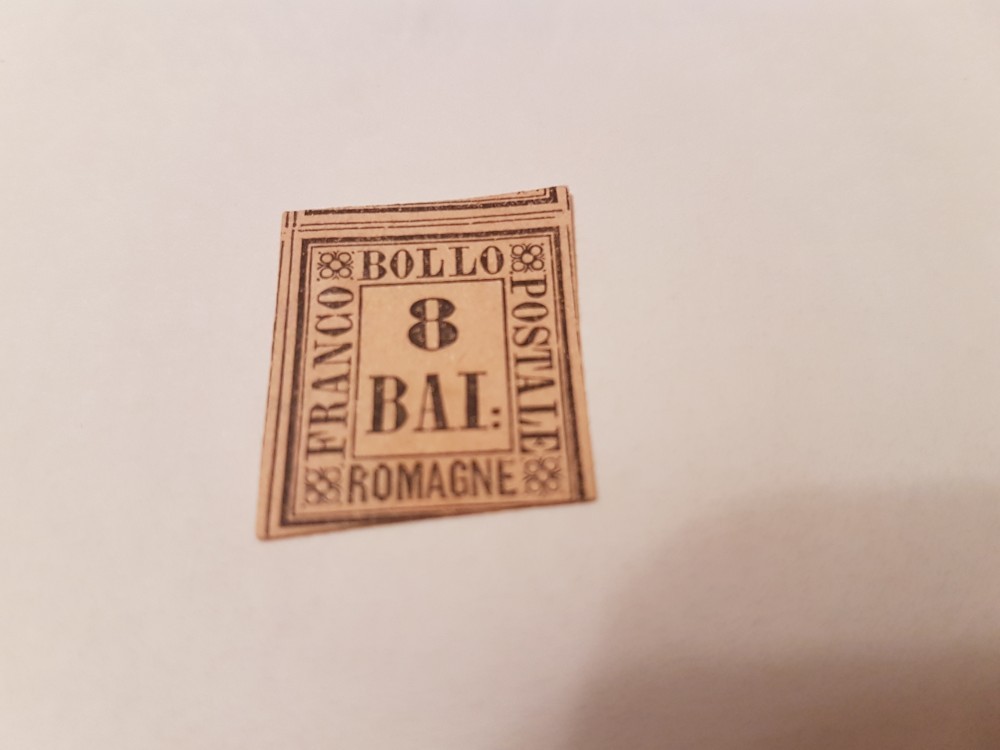 BOLLO
FRANCO
8
BAI:
POSTALE
ROMAGNE